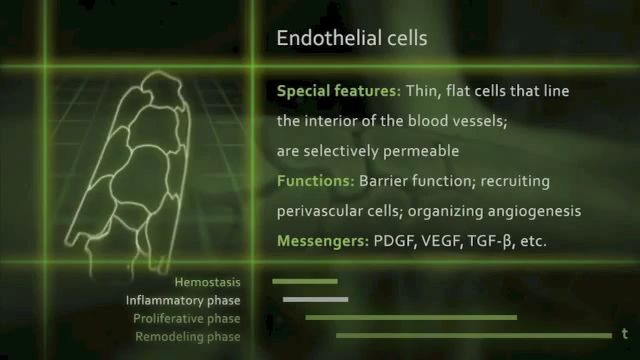 Endothelial cells
Special features: Thin, flat cells that line
the interior of the blood vessels;
are selectively permeable
Functions: Barrier function; recruiting
perivascular cells; organizing angiogenesis
Messengers: PDGF, VEGF, TGF-β, etc.
Hemostasis
Inflammatory phase
Proliferative phase
Remodeling phase
t